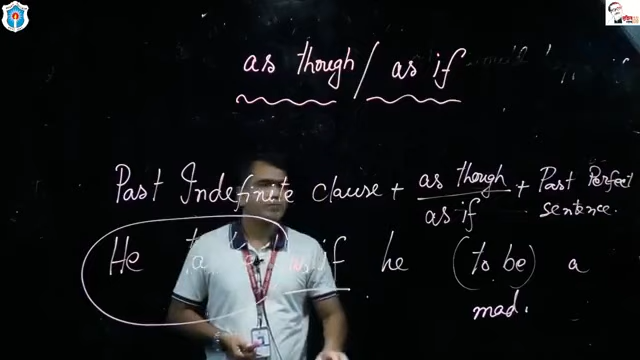 as though / as if
Past Indefinite clause + as though / as if + Past Perfect sentence.
He as if he (to be) a
mad.